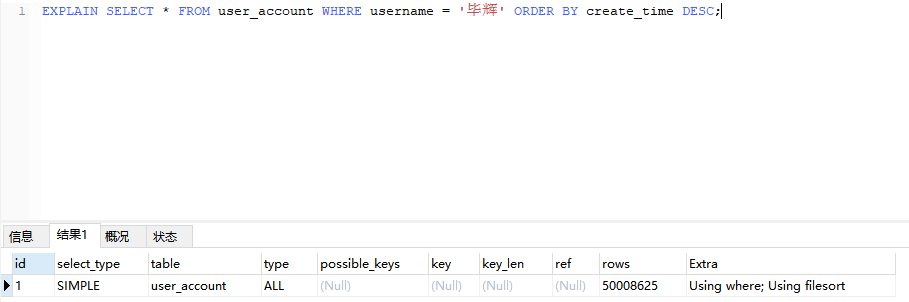 1 EXPLAIN SELECT * FROM user_account WHERE username = '毕辉' ORDER BY create_time DESC;
信息 结果1 概况 状态
id select_type table type possible_keys key key_len ref rows Extra
1 SIMPLE user_account ALL (Null) (Null) (Null) (Null) 50008625 Using where; Using filesort